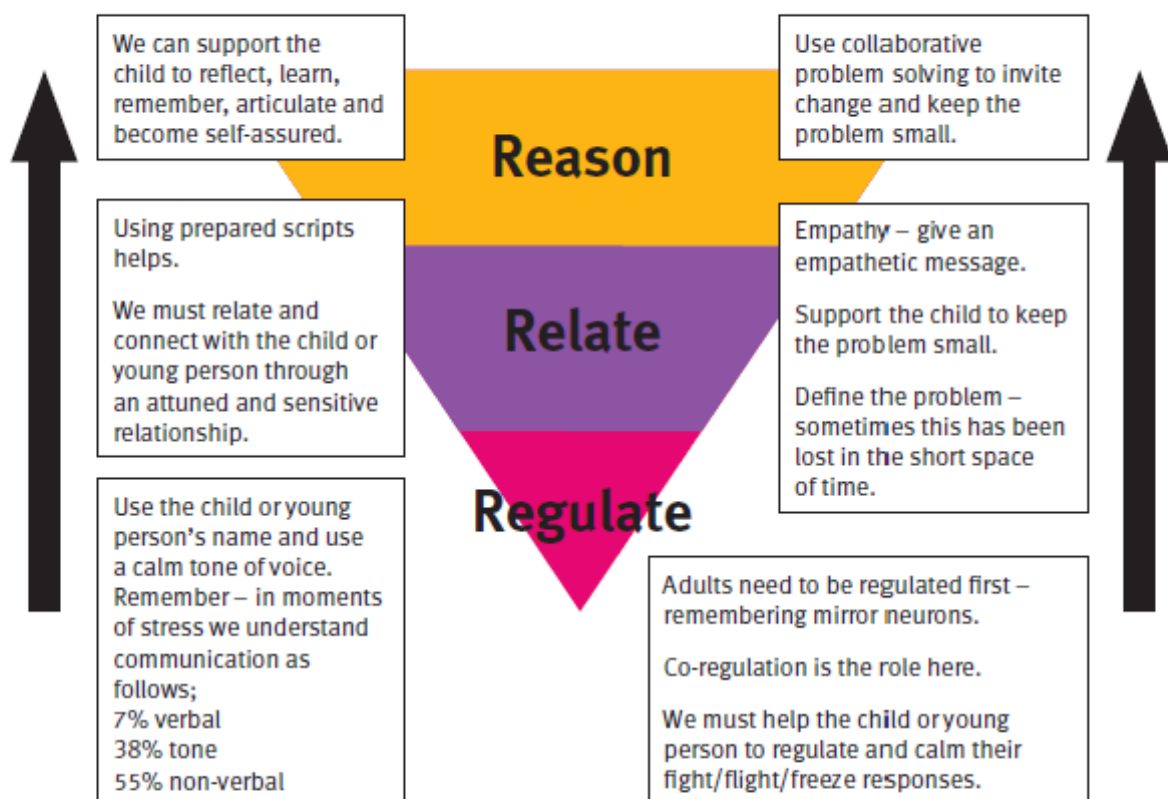 We can support the
child to reflect, learn,
remember, articulate and
become self-assured.
Reason
Use collaborative
problem solving to invite
change and keep the
problem small.
Using prepared scripts
helps.
We must relate and
connect with the child or
young person through
an attuned and sensitive
relationship.
Relate
Empathy – give an
empathetic message.
Support the child to keep
the problem small.
Define the problem –
sometimes this has been
lost in the short space
of time.
Use the child or young
person's name and use
a calm tone of voice.
Remember – in moments
of stress we understand
communication as
follows;
7% verbal
38% tone
55% non-verbal
Regulate
Adults need to be regulated first –
remembering mirror neurons.
Co-regulation is the role here.
We must help the child or young
person to regulate and calm their
fight/flight/freeze responses.